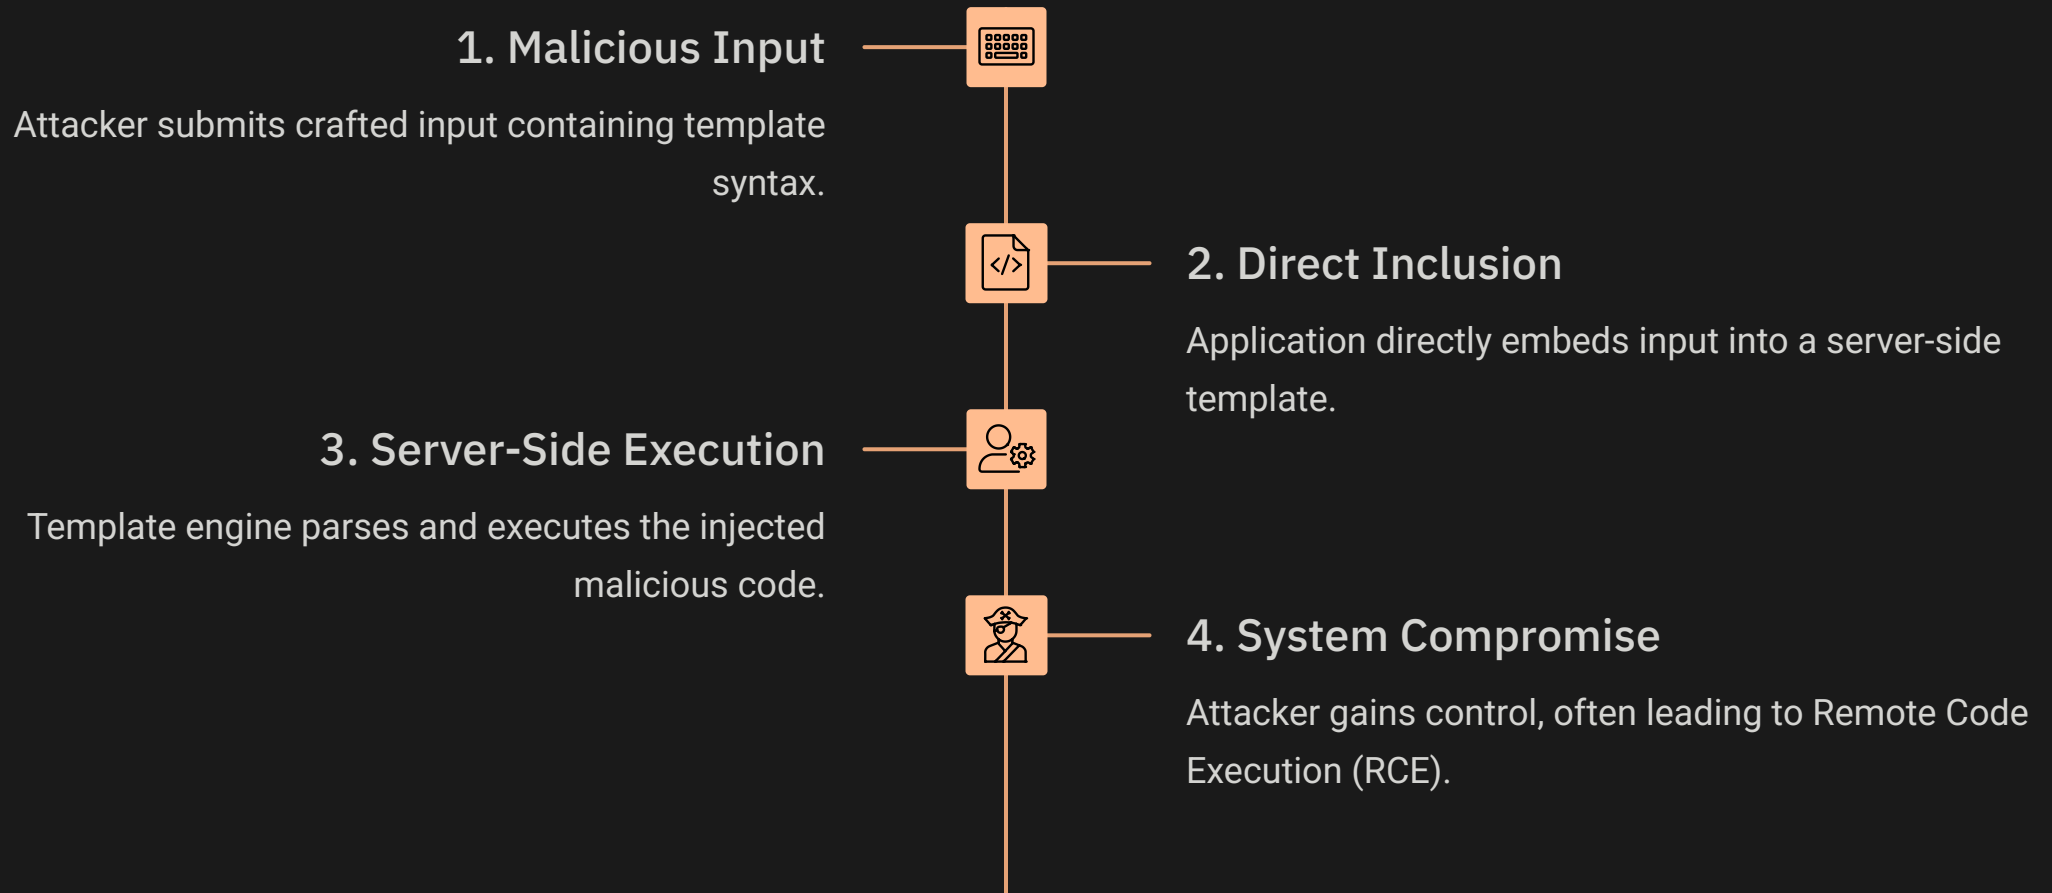 1. Malicious Input
Attacker submits crafted input containing template
syntax.
2. Direct Inclusion
Application directly embeds input into a server-side
template.
3. Server-Side Execution
Template engine parses and executes the injected
malicious code.
4. System Compromise
Attacker gains control, often leading to Remote Code
Execution (RCE).